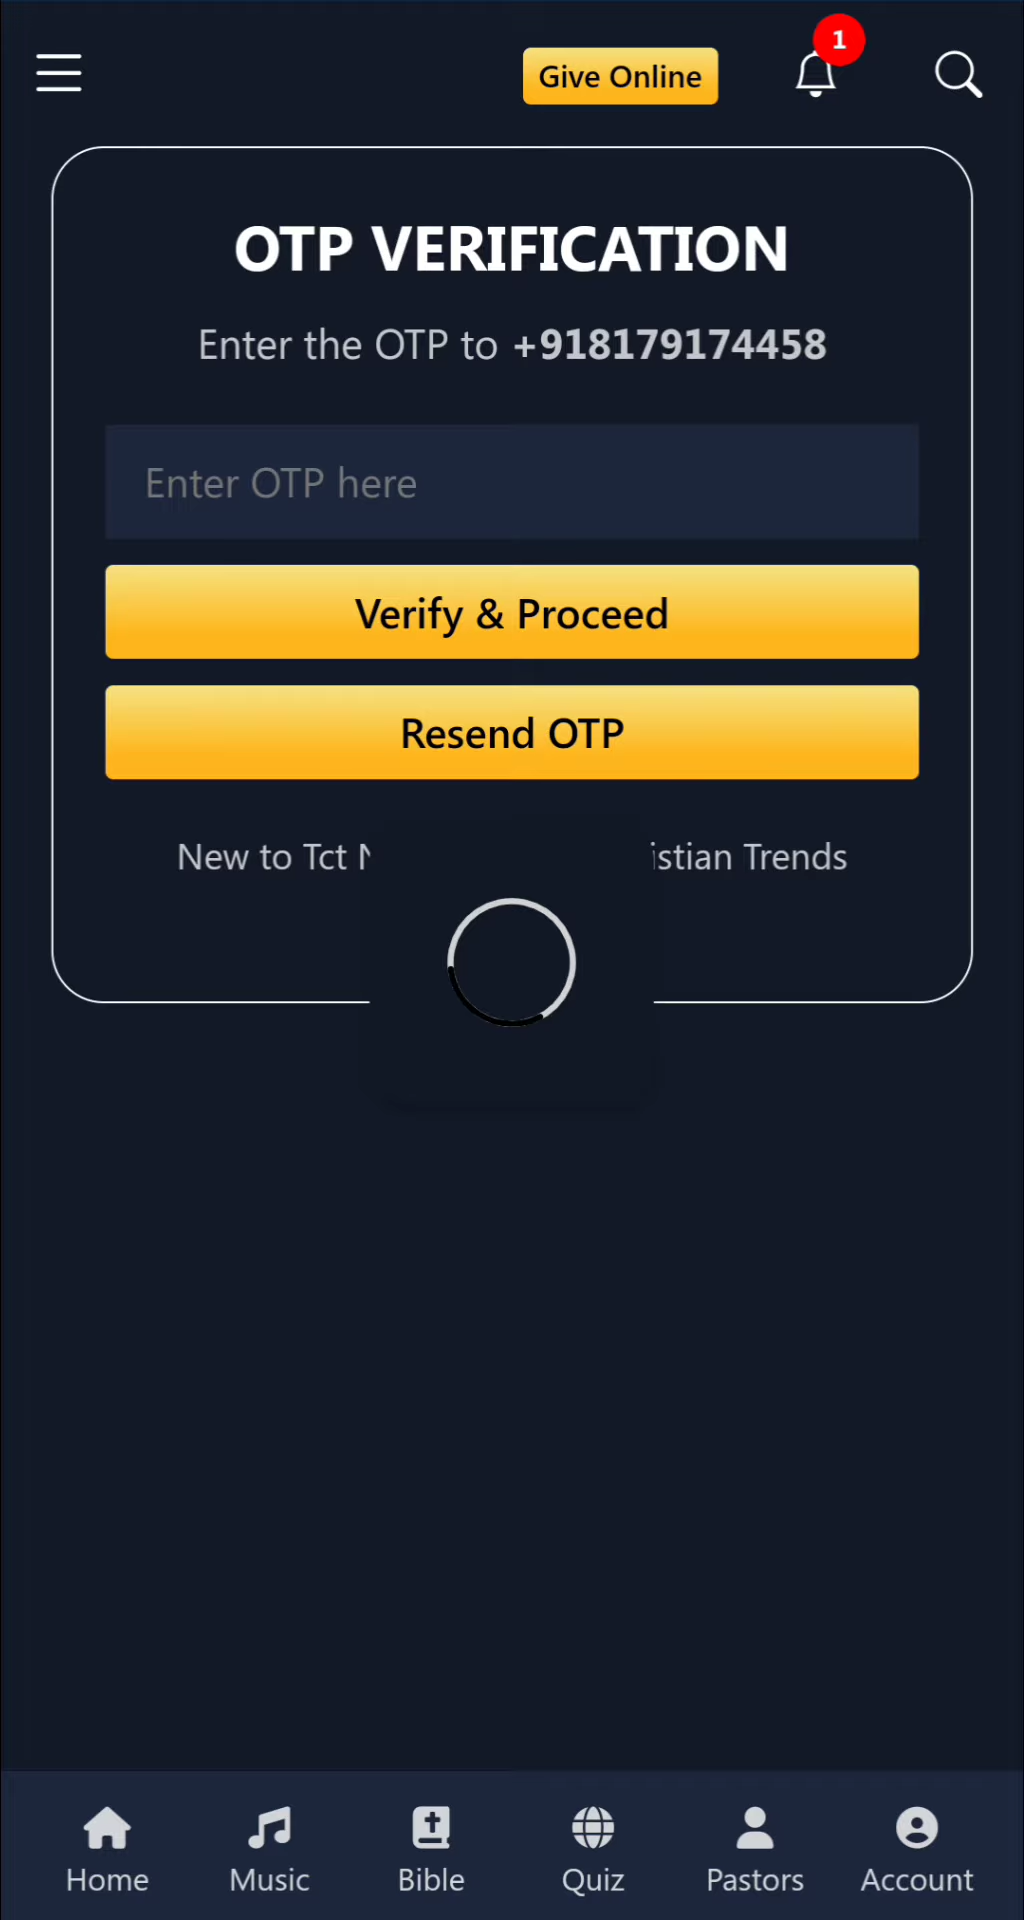 Give Online
1
OTP VERIFICATION
Enter the OTP to +918179174458
Enter OTP here
Verify & Proceed
Resend OTP
New to Tct Trends
Home Music Bible Quiz Pastors Account